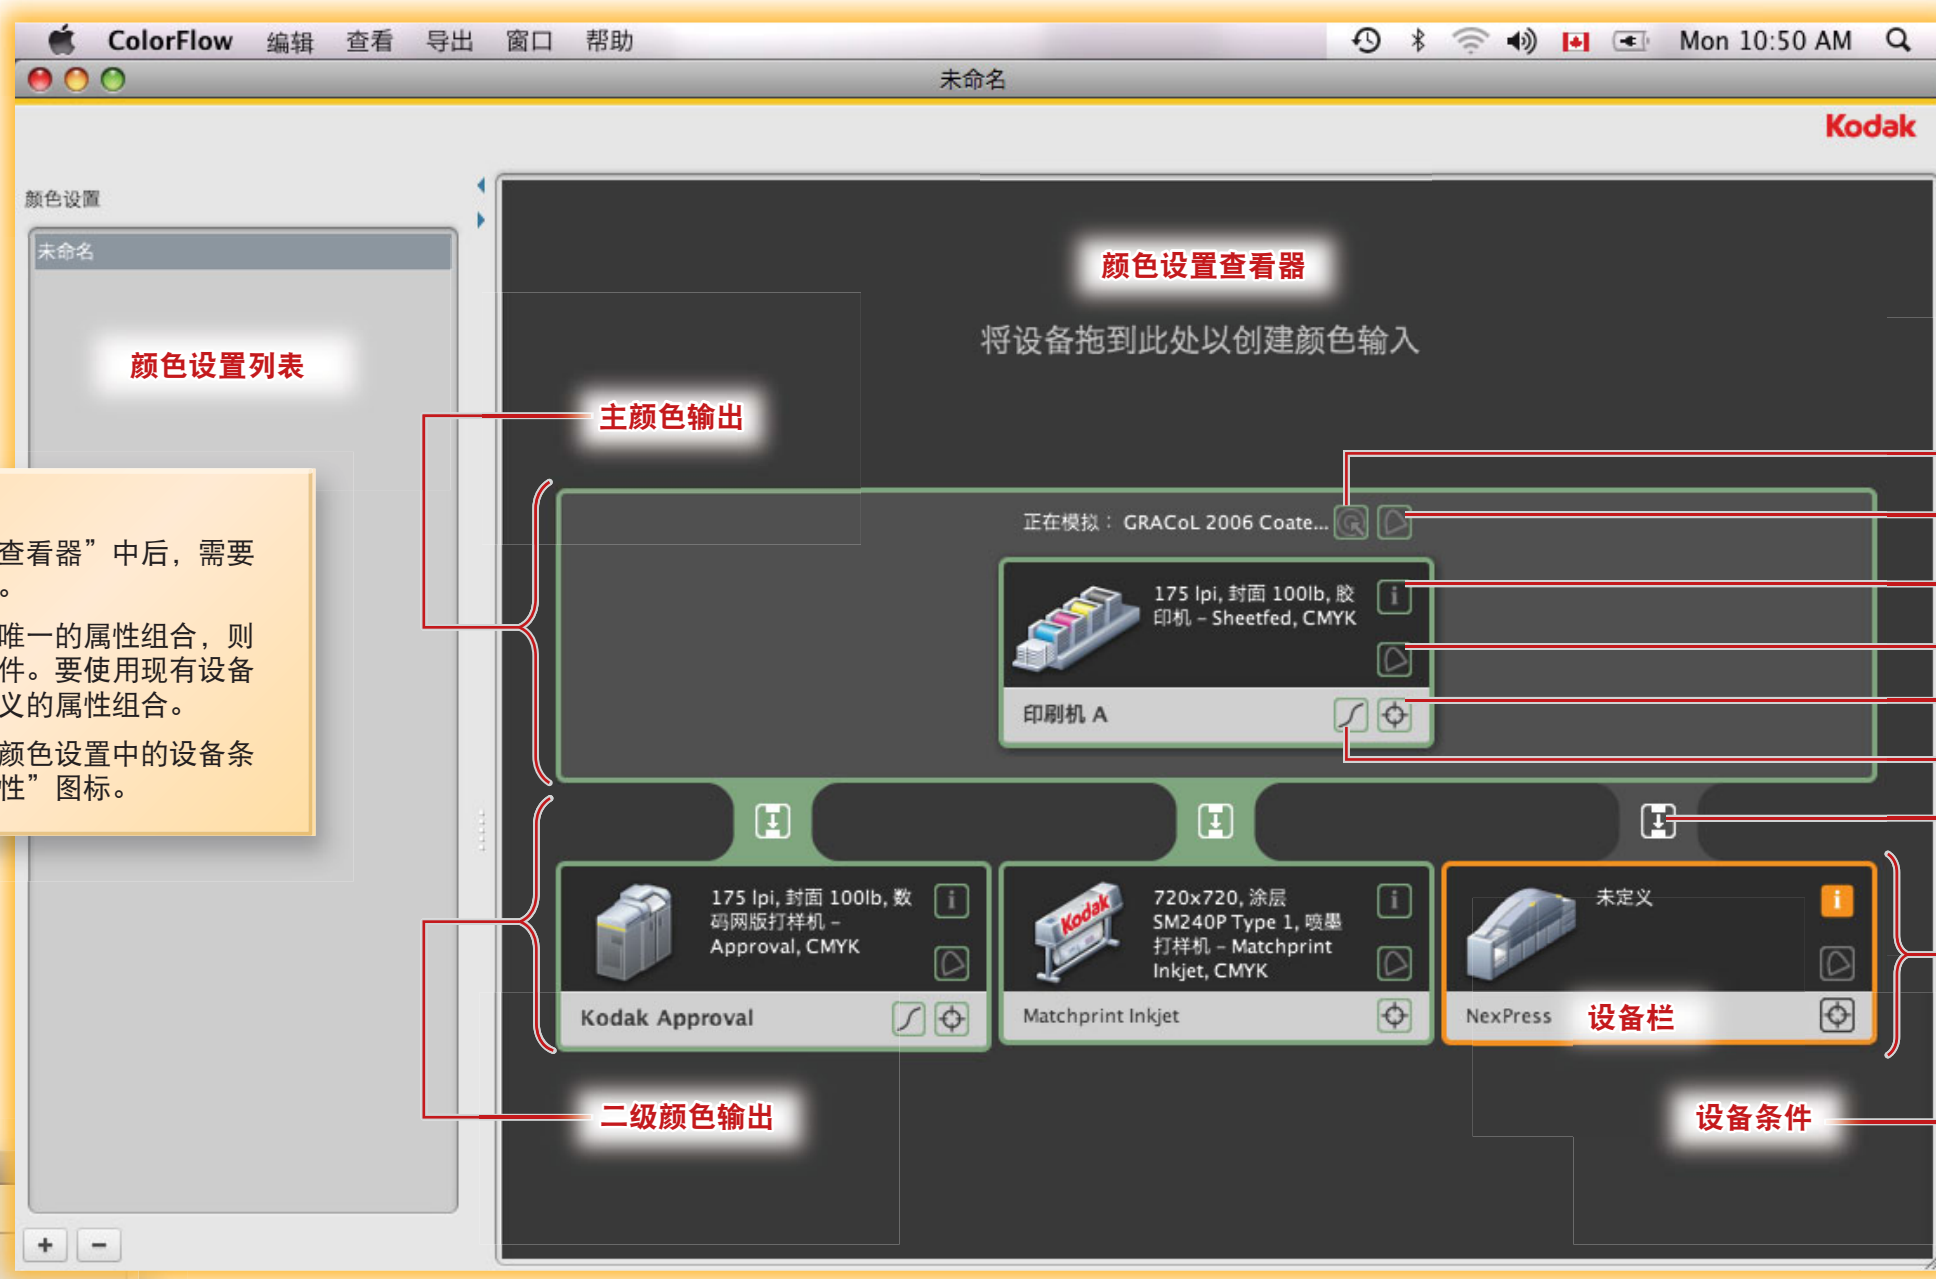 ColorFlow 编辑 查看 导出 窗口 帮助 Mon 10:50 AM
未命名
Kodak
颜色设置
未命名
颜色设置列表
颜色设置查看器
将设备拖到此处以创建颜色输入
主颜色输出
查看器”中后，需要
。
唯一的属性组合，则
件。要使用现有设备
义的属性组合。
颜色设置中的设备条
性”图标。
正在模拟： GRACoL 2006 Coate...
175 lpi, 封面 100lb, 胶
印机 – Sheetfed, CMYK
印刷机 A
175 lpi, 封面 100lb, 数
码网版打样机 –
Approval, CMYK
Kodak Approval
Kodak
720x720, 涂层
SM240P Type 1, 喷墨
打样机 – Matchprint
Inkjet, CMYK
Matchprint Inkjet
未定义
NexPress
设备栏
二级颜色输出
设备条件